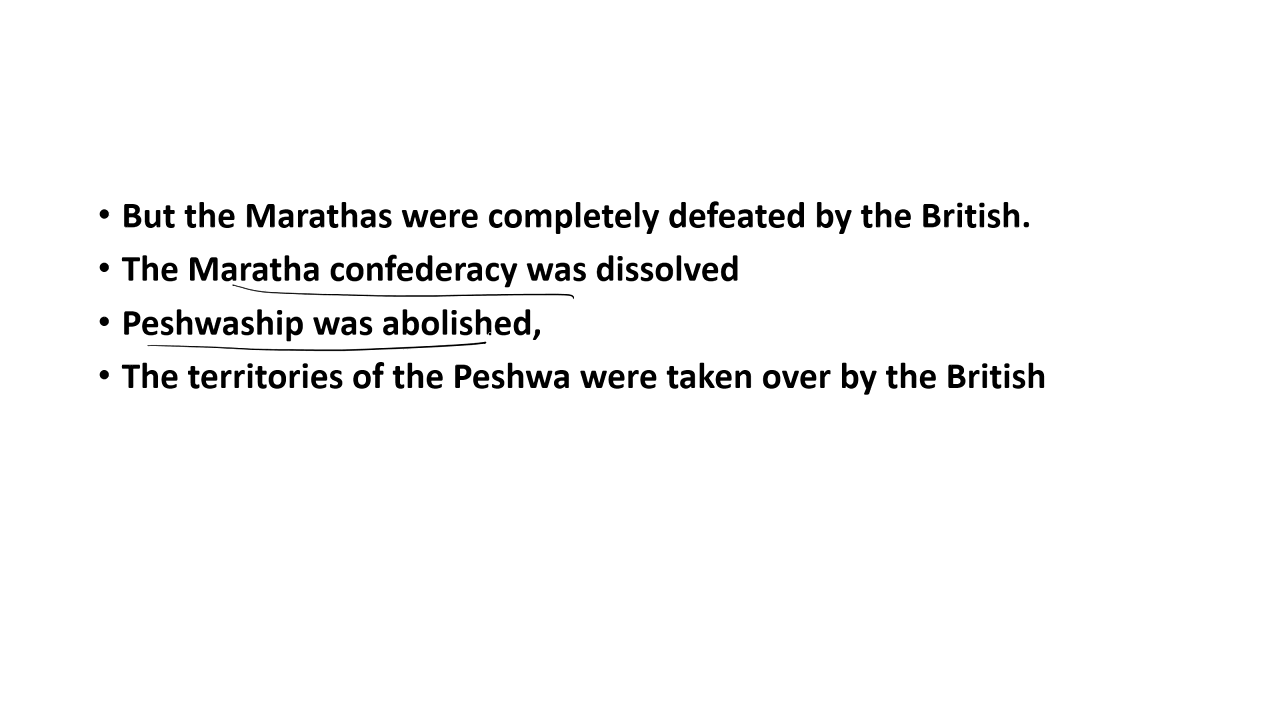 • But the Marathas were completely defeated by the British.
• The Maratha confederacy was dissolved
• Peshwaship was abolished,
• The territories of the Peshwa were taken over by the British